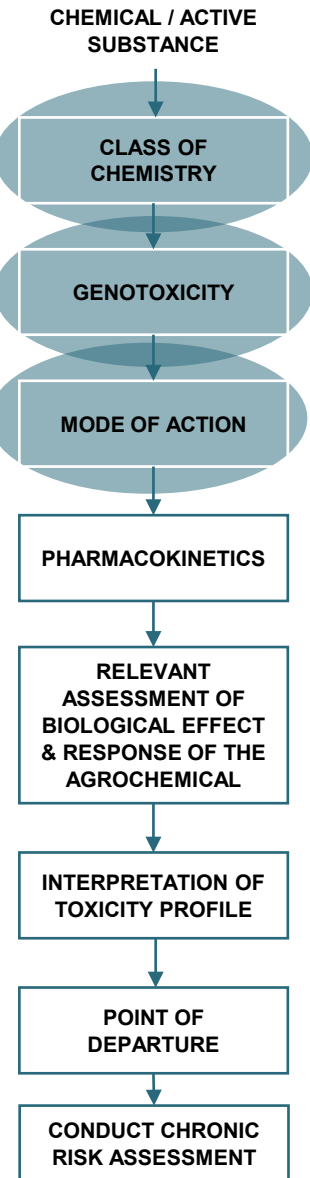 CHEMICAL / ACTIVE
SUBSTANCE
CLASS OF
CHEMISTRY
GENOTOXICITY
MODE OF ACTION
PHARMACOKINETICS
RELEVANT
ASSESSMENT OF
BIOLOGICAL EFFECT
& RESPONSE OF THE
AGROCHEMICAL
INTERPRETATION OF
TOXICITY PROFILE
POINT OF
DEPARTURE
CONDUCT CHRONIC
RISK ASSESSMENT